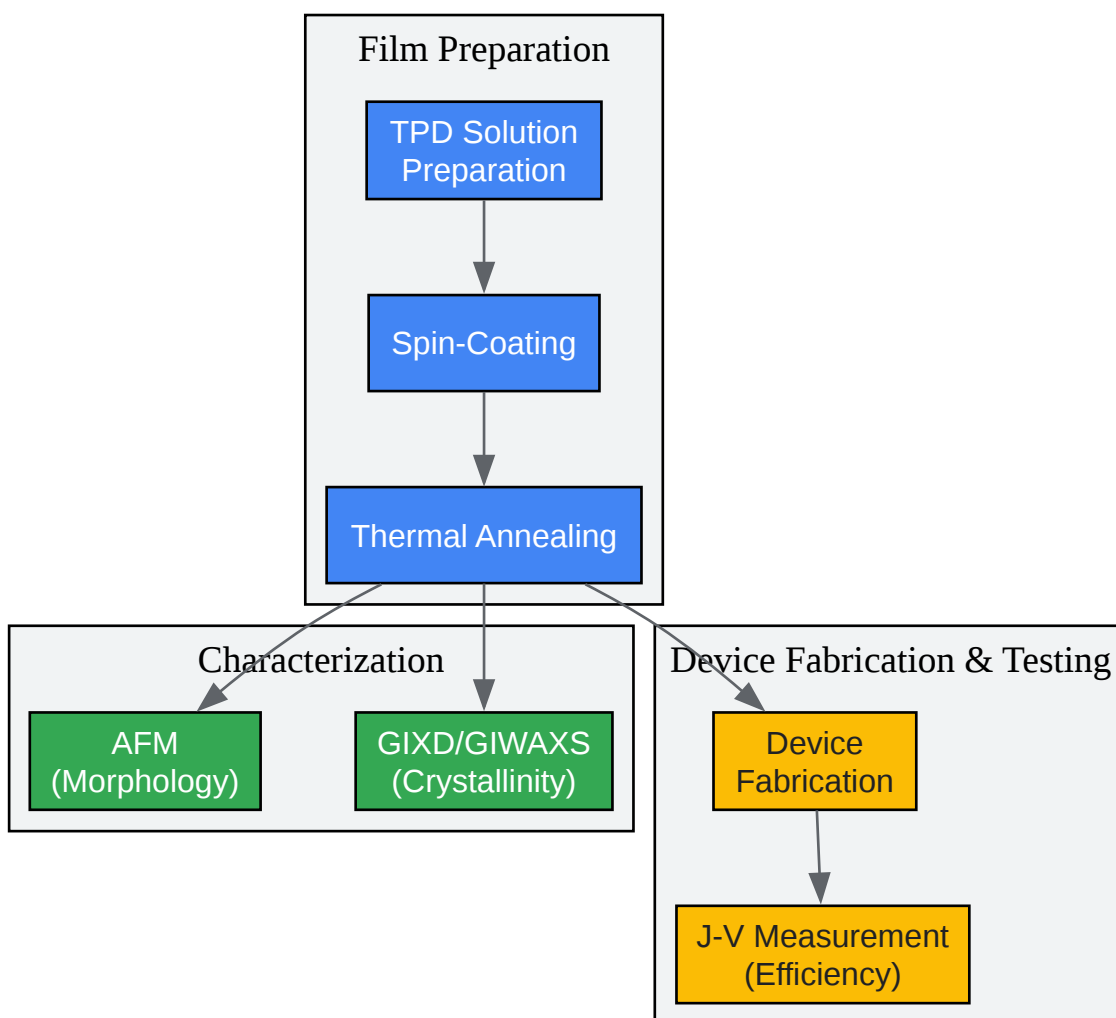 Film Preparation
TPD Solution
Preparation
Spin-Coating
Thermal Annealing
Characterization
AFM
(Morphology)
GIXD/GIWAXS
(Crystallinity)
Device Fabrication & Testing
Device
Fabrication
J-V Measurement
(Efficiency)